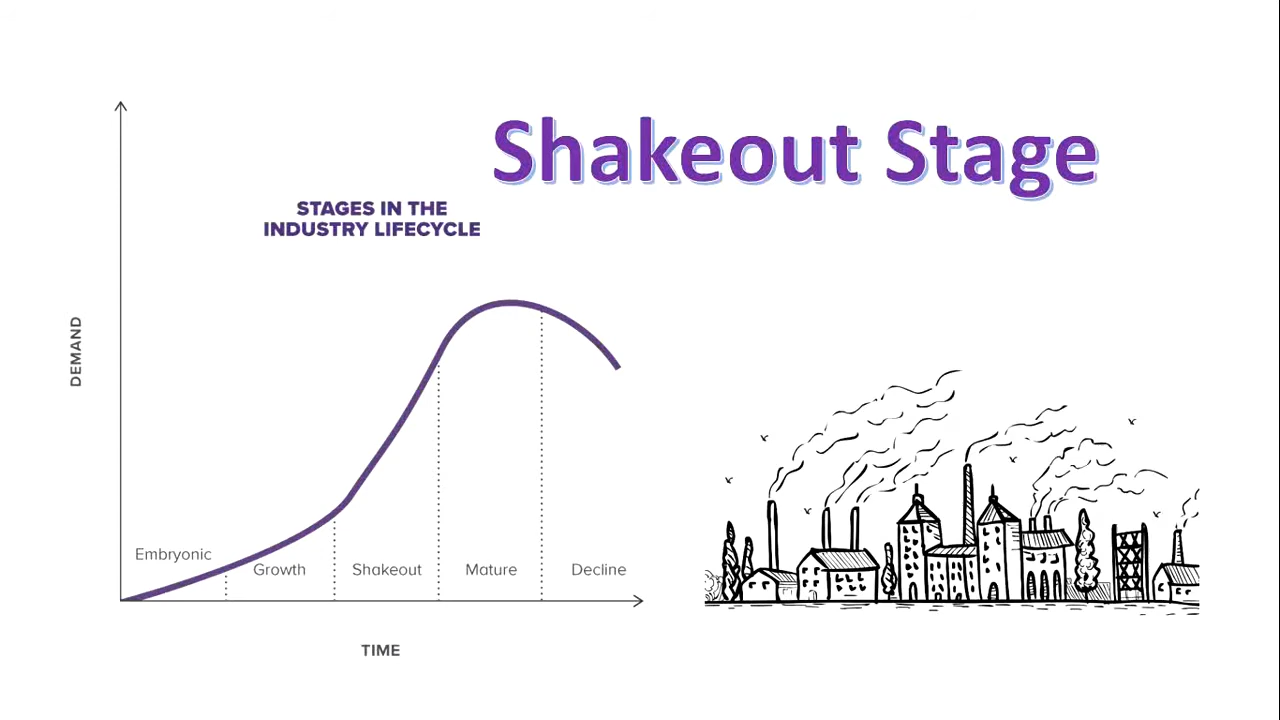 Shakeout Stage
STAGES IN THE
INDUSTRY LIFECYCLE
DEMAND
Embryonic
Growth
Shakeout
Mature
Decline
TIME